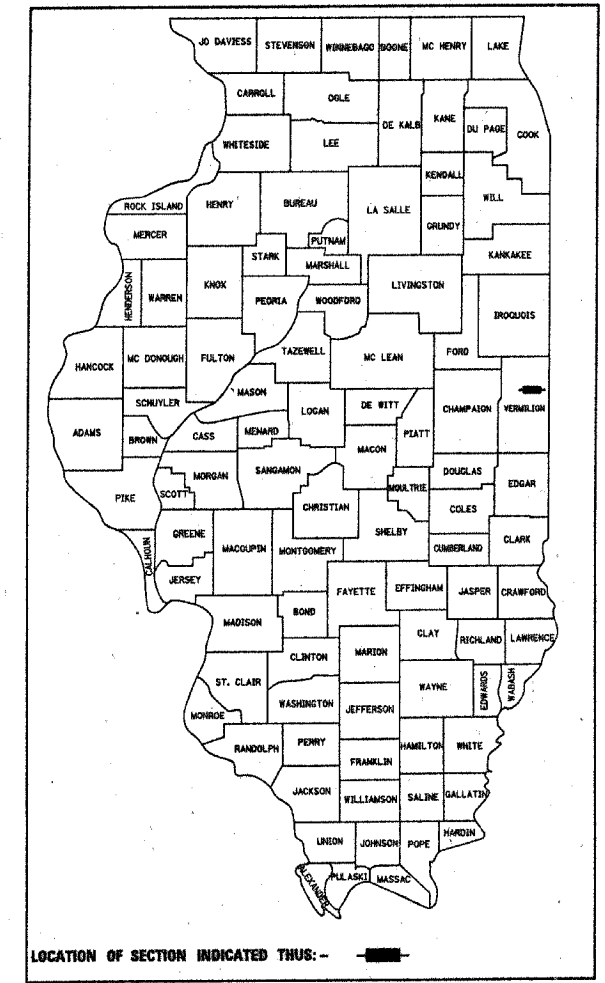 JO DAVIESS STEVENSON WINNEBAGO BOONE MC HENRY LAKE
CARROLL OGLE
DE KALB KANE DU PAGE COOK
WHITESIDE LEE
KENDALL
ROCK ISLAND HENRY BUREAU LA SALLE WILL
GRUNDY
MERCER PUTNAM
STARK MARSHALL KANKAKEE
HENDERSON WARREN KNOX PEORIA WOODFORD LIVINGSTON
IROQUOIS
HANCOCK MC DONOUGH FULTON TAZEWELL MC LEAN FORD
MASON
SCHUYLER LOGAN DE WITT CHAMPAION VERMILION
ADAMS BROWN CASS MENARD PIATT
MACON
PIKE SCOTT MORGAN SANGAMON DOUGLAS EDGAR
MOULTRIE
CHRISTIAN COLES
CALHOUN GREENE MACOUPIN MONTGOMERY SHELBY CUMBERLAND CLARK
JERSEY FAYETTE EFFINGHAM JASPER CRAWFORD
MADISON BOND
CLAY RICHLAND LAWRENCE
CLINTON MARION
ST. CLAIR WAYNE EDWARDS WABASH
WASHINGTON JEFFERSON
MONROE
RANDOLPH PERRY HAMILTON WHITE
FRANKLIN
JACKSON WILLIAMSON SALINE GALLATIN
UNION JOHNSON POPE HARDIN
ALEXANDER PULASKI MASSAC
LOCATION OF SECTION INDICATED THUS: -